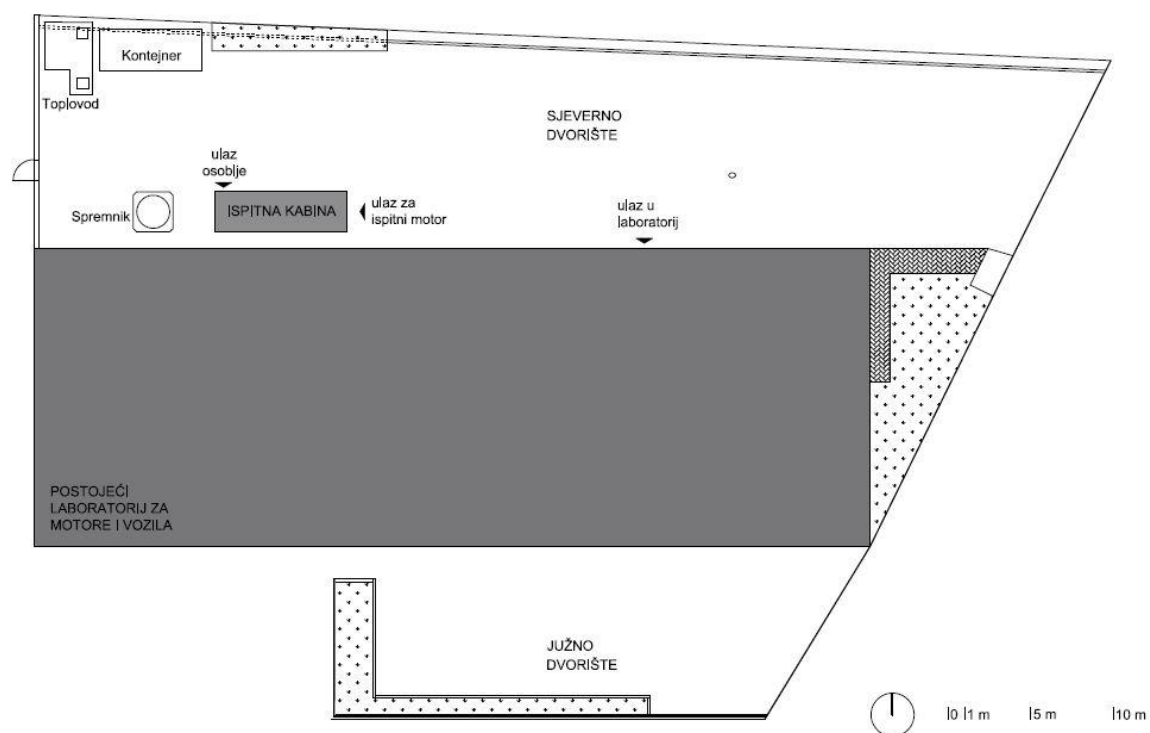 Kontejner
Toplovod
SJEVERNO
DVORIŠTE
ulaz
osoblje
Spremnik
ISPITNA KABINA
ulaz za
ispitni motor
ulaz u
laboratorij
POSTOJEĆI
LABORATORIJ ZA
MOTORE I VOZILA
JUŽNO
DVORIŠTE
|0 |1 m |5 m |10 m